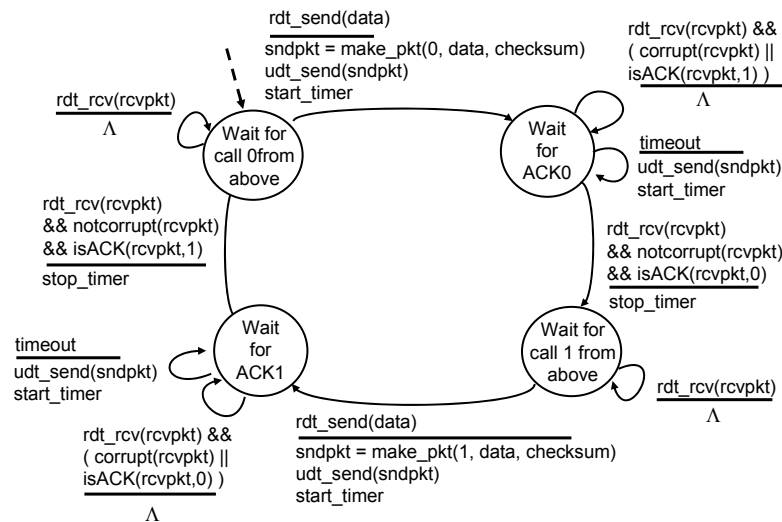 rdt_send(data)
sndpkt = make_pkt(0, data, checksum)
udt_send(sndpkt)
start_timer
rdt_rcv(rcvpkt) &&
( corrupt(rcvpkt) ||
isACK(rcvpkt,1) )
Λ
rdt_rcv(rcvpkt)
Λ
Wait for
call 0from
above
Wait
for
ACK0
timeout
udt_send(sndpkt)
start_timer
rdt_rcv(rcvpkt)
&& notcorrupt(rcvpkt)
&& isACK(rcvpkt,1)
stop_timer
rdt_rcv(rcvpkt)
&& notcorrupt(rcvpkt)
&& isACK(rcvpkt,0)
stop_timer
Wait
for
ACK1
Wait for
call 1 from
above
timeout
udt_send(sndpkt)
start_timer
rdt_rcv(rcvpkt)
Λ
rdt_rcv(rcvpkt) &&
( corrupt(rcvpkt) ||
isACK(rcvpkt,0) )
Λ
rdt_send(data)
sndpkt = make_pkt(1, data, checksum)
udt_send(sndpkt)
start_timer